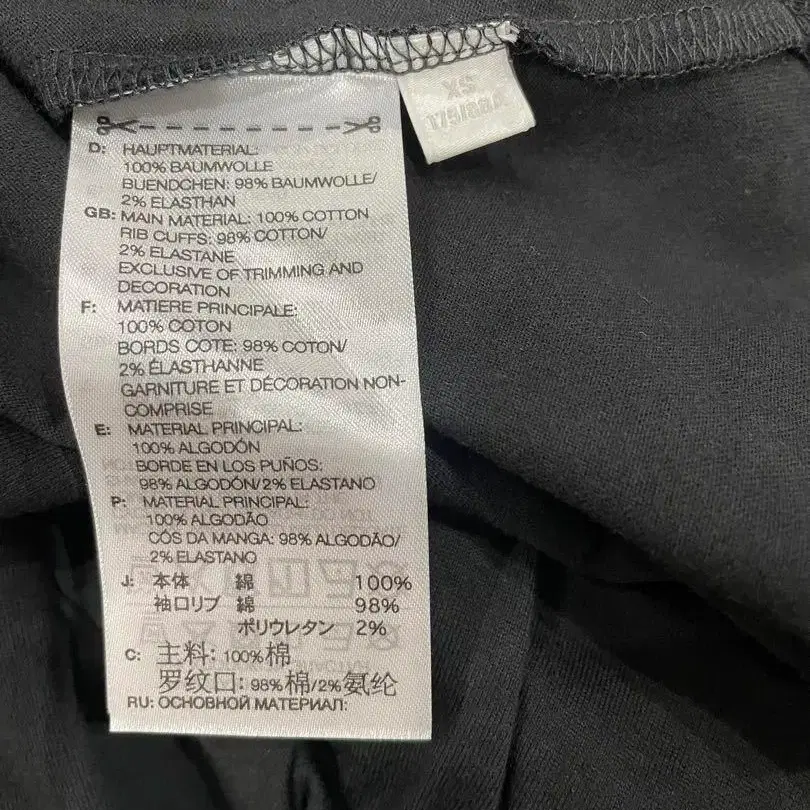 XS
175/88A
D: HAUPTMATERIAL:
100% BAUMWOLLE
BUENDCHEN: 98% BAUMWOLLE/
2% ELASTHAN
GB: MAIN MATERIAL: 100% COTTON
RIB CUFFS: 98% COTTON/
2% ELASTANE
EXCLUSIVE OF TRIMMING AND
DECORATION
F: MATIERE PRINCIPALE:
100% COTON
BORDS COTE: 98% COTON/
2% ÉLASTHANNE
GARNITURE ET DÉCORATION NON-
COMPRISE
E: MATERIAL PRINCIPAL:
100% ALGODÓN
BORDE EN LOS PUÑOS:
98% ALGODÓN/2% ELASTANO
P: MATERIAL PRINCIPAL:
100% ALGODÃO
CÓS DA MANGA: 98% ALGODÃO/
2% ELASTANO
J: 本体 綿 100%
袖口リブ 綿 98%
ポリウレタン 2%
C: 主料: 100%棉
罗纹口: 98%棉/2%氨纶
RU: ОСНОВНОЙ МАТЕРИАЛ: